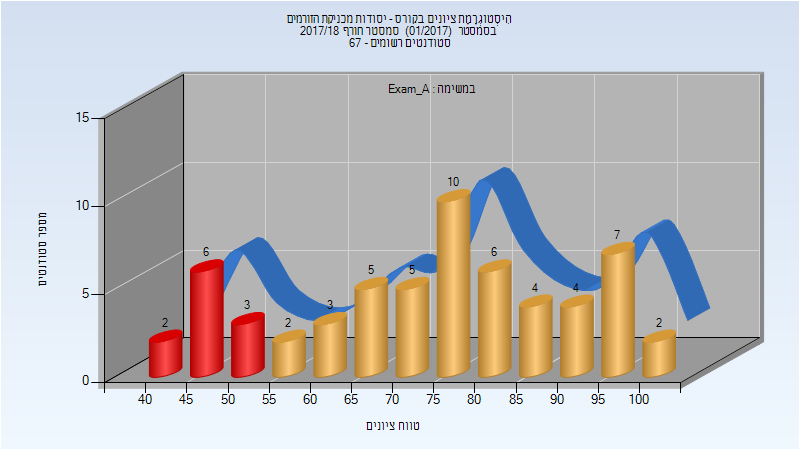 היסטוגרמת ציונים בקורס - יסודות מכניקת הזורמים
בסמסטר (01/2017) סמסטר חורף 2017/18
סטודנטים רשומים - 67
במשימה : Exam_A
מספר סטודנטים
15
10
5
0
2
6
3
2
3
5
5
10
6
4
4
7
2
40 45 50 55 60 65 70 75 80 85 90 95 100
טווח ציונים